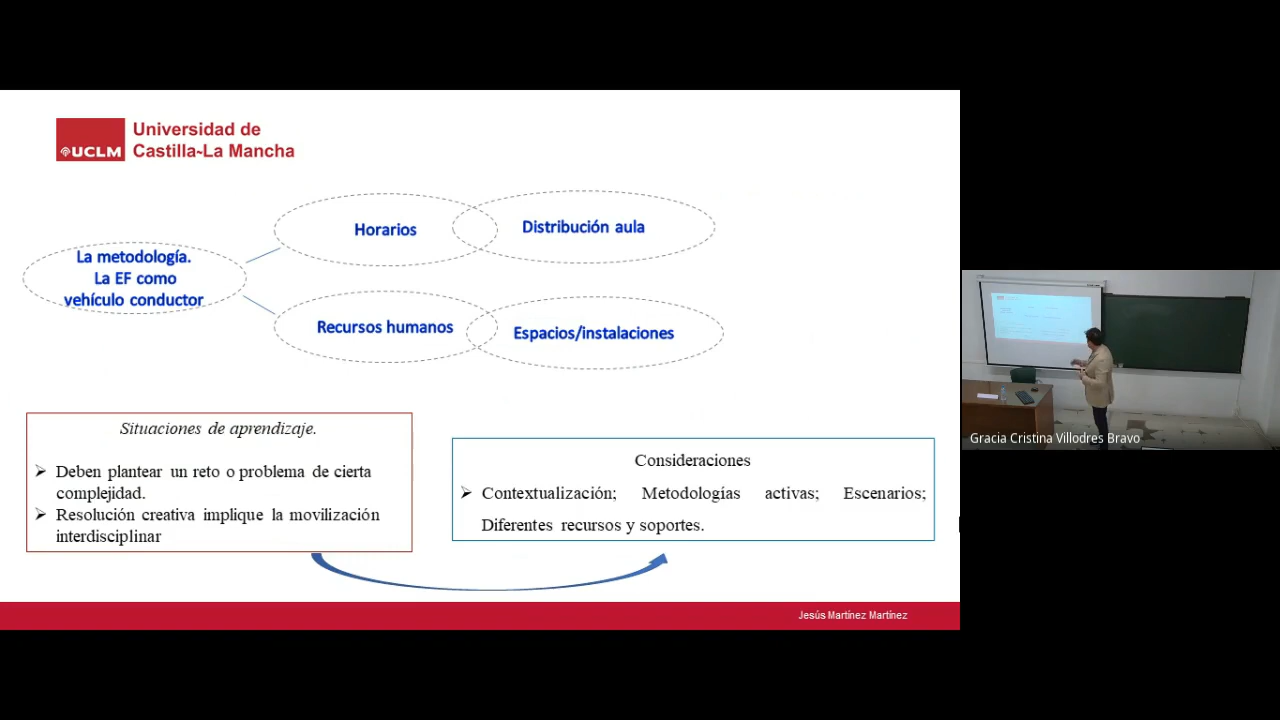 UCLM
Universidad de
Castilla-La Mancha
La metodología.
La EF como
vehículo conductor
Horarios
Distribución aula
Recursos humanos
Espacios/instalaciones
Situaciones de aprendizaje.
Deben plantear un reto o problema de cierta
complejidad.
Resolución creativa implique la movilización
interdisciplinar
Consideraciones
Contextualización; Metodologías activas; Escenarios;
Diferentes recursos y soportes.
Jesús Martínez Martínez
Gracia Cristina Villodres Bravo